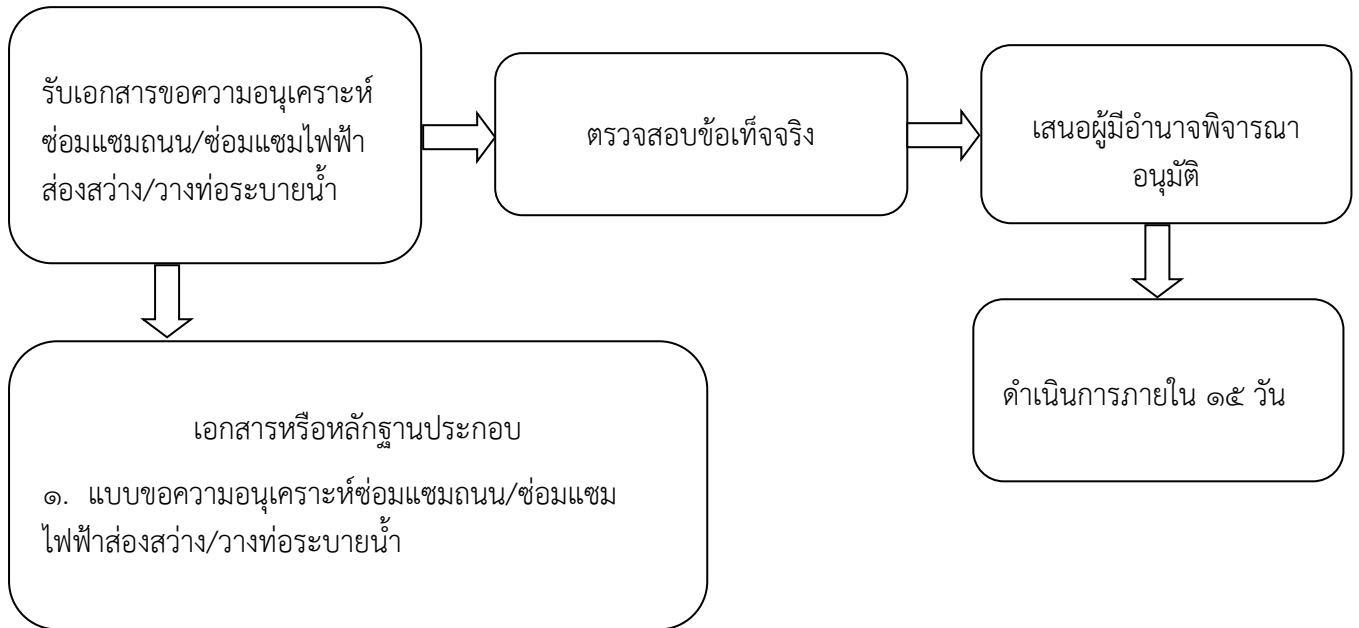 รับเอกสารขอความอนุเคราะห์
ซ่อมแซมถนน/ซ่อมแซมไฟฟ้า
ส่องสว่าง/วางท่อระบายน้ำ
ตรวจสอบข้อเท็จจริง
เสนอผู้มีอำนาจพิจารณา
อนุมัติ
ดำเนินการภายใน ๑๕ วัน
เอกสารหรือหลักฐานประกอบ
๑. แบบขอความอนุเคราะห์ซ่อมแซมถนน/ซ่อมแซม
ไฟฟ้าส่องสว่าง/วางท่อระบายน้ำ